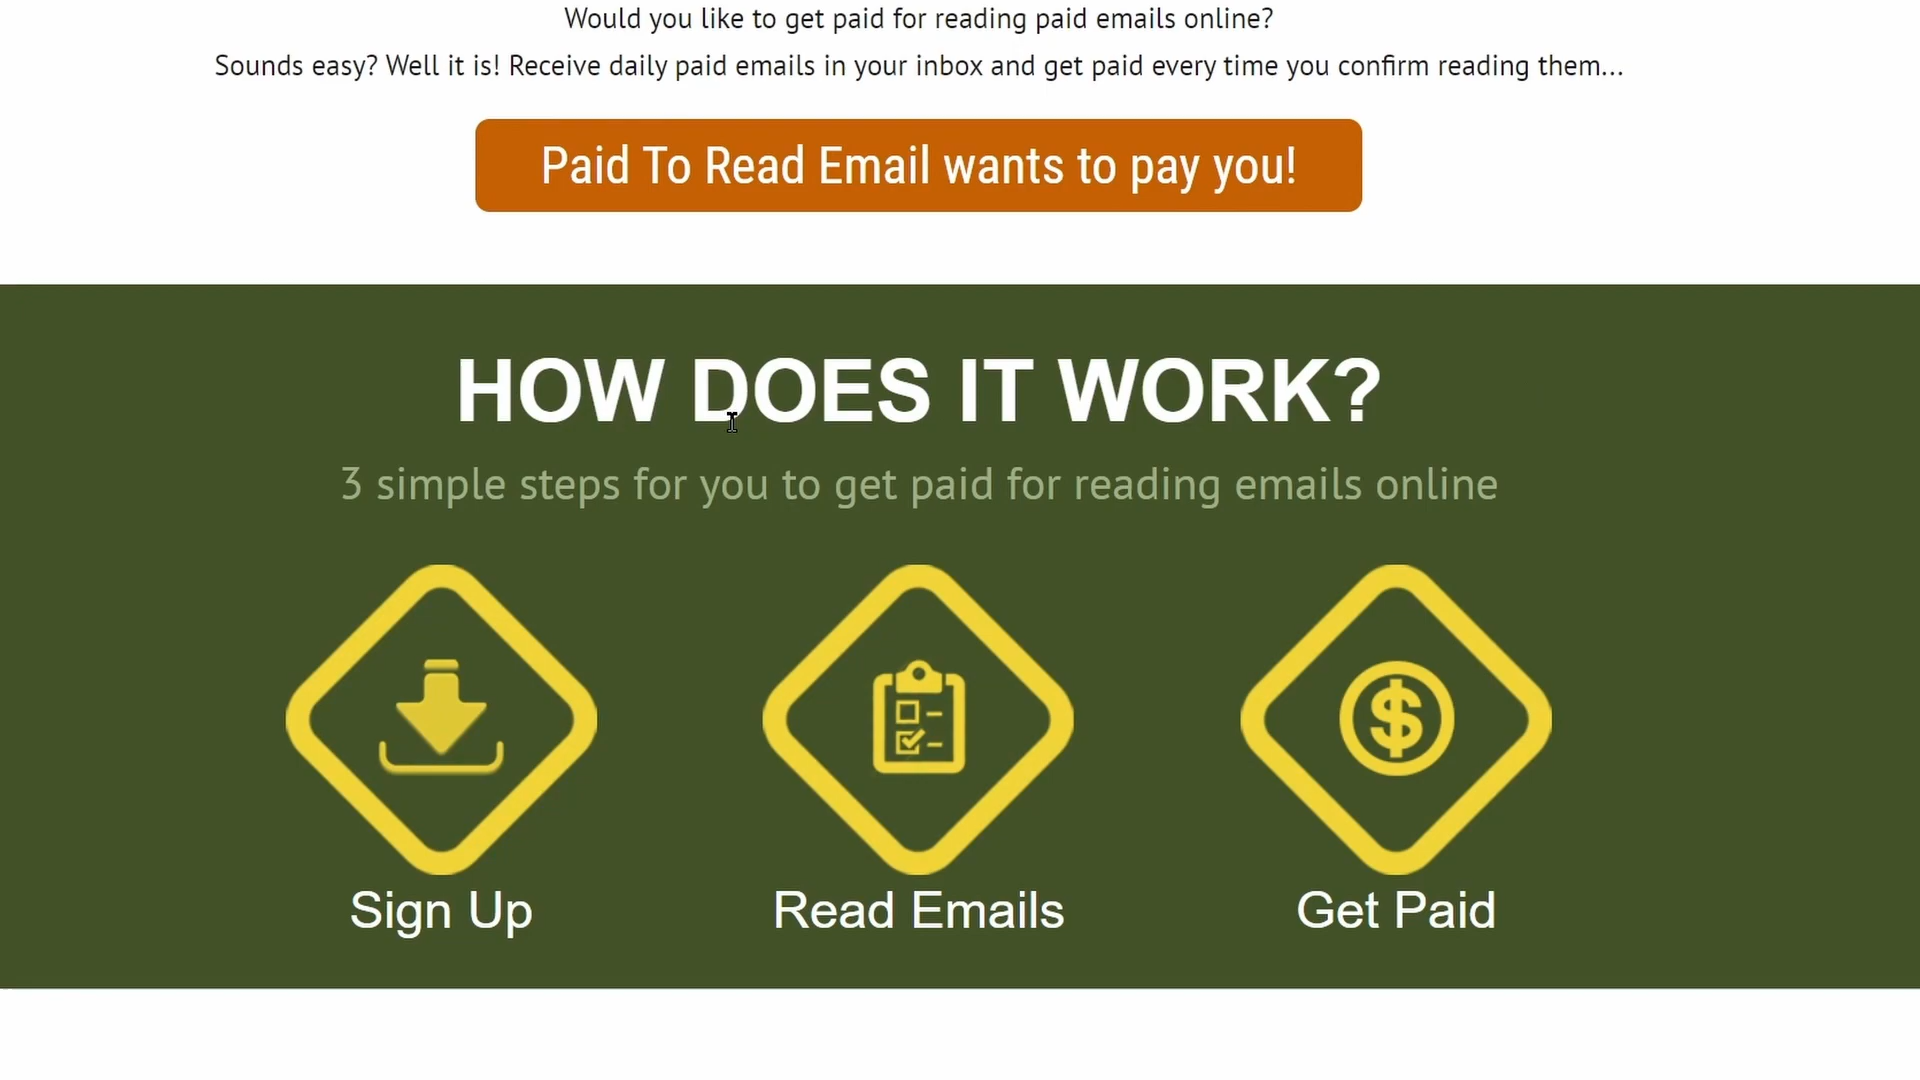 Would you like to get paid for reading paid emails online?
Sounds easy? Well it is! Receive daily paid emails in your inbox and get paid every time you confirm reading them...
Paid To Read Email wants to pay you!
HOW DOES IT WORK?
3 simple steps for you to get paid for reading emails online
Sign Up
Read Emails
Get Paid